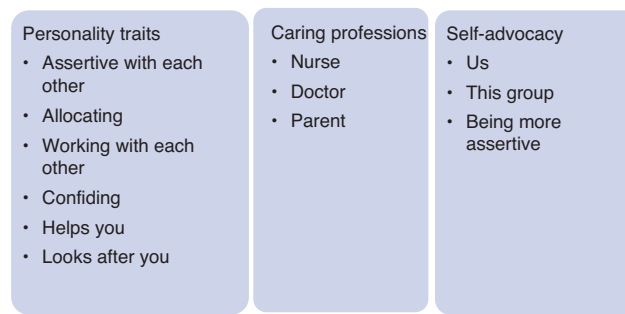 Personality traits
• Assertive with each
other
• Allocating
• Working with each
other
• Confiding
• Helps you
• Looks after you
Caring professions
• Nurse
• Doctor
• Parent
Self-advocacy
• Us
• This group
• Being more
assertive